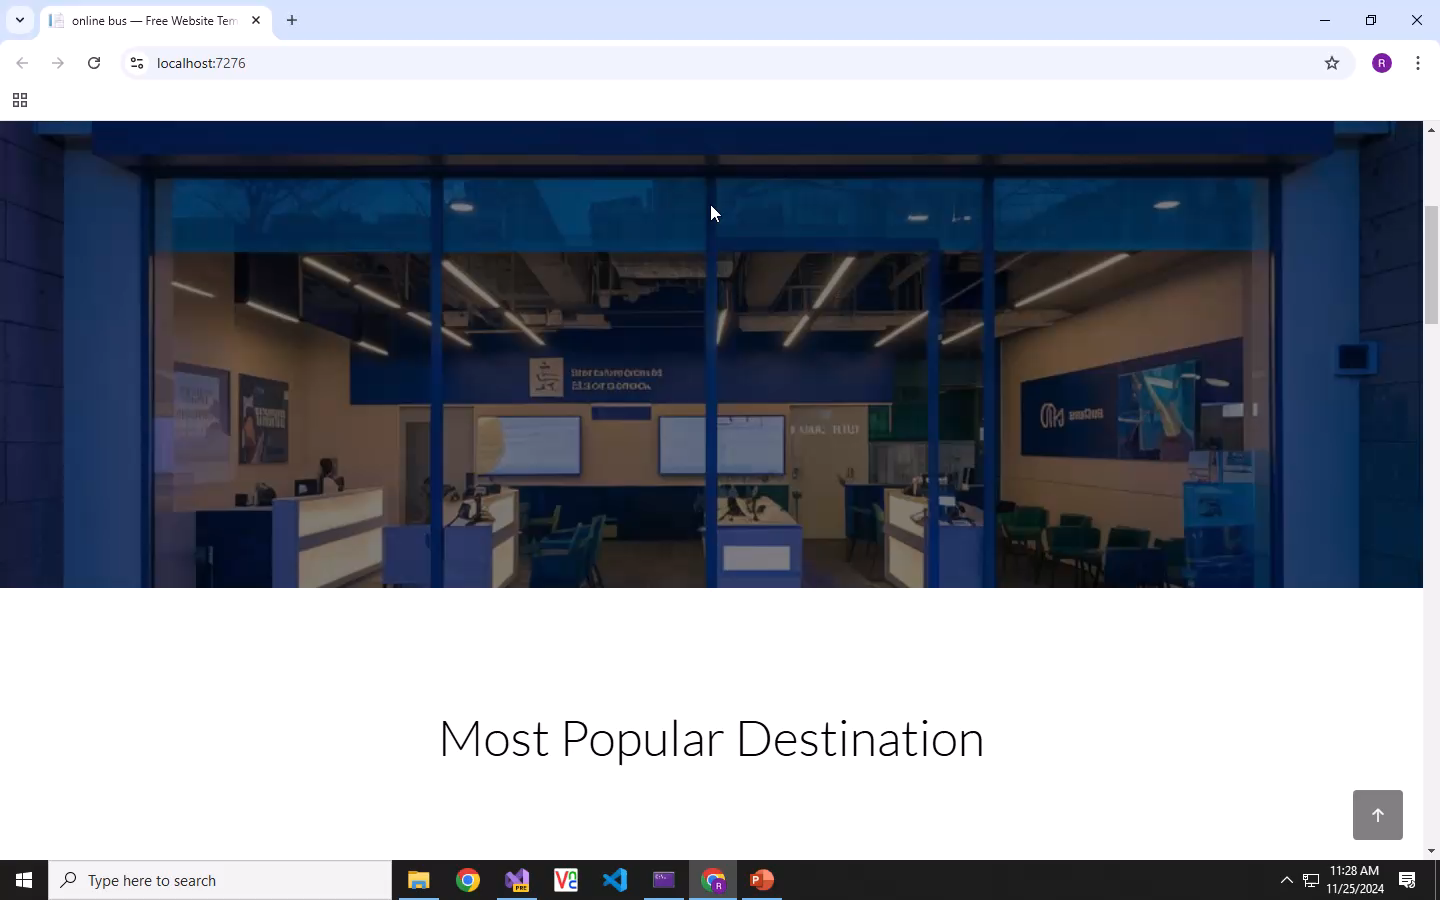 online bus — Free Website Tem
localhost:7276
R
Most Popular Destination
Type here to search
PRE
R
P
11:28 AM
11/25/2024